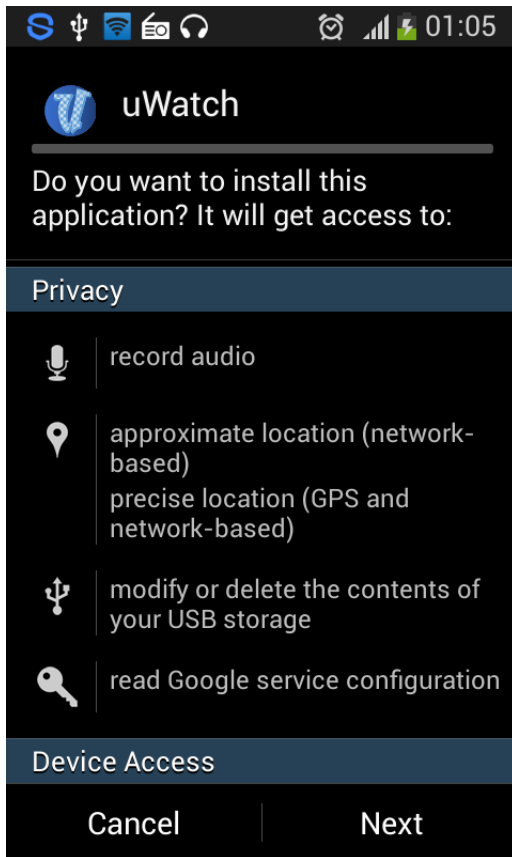 01:05
uWatch
Do you want to install this
application? It will get access to:
Privacy
record audio
approximate location (network-
based)
precise location (GPS and
network-based)
modify or delete the contents of
your USB storage
read Google service configuration
Device Access
Cancel
Next